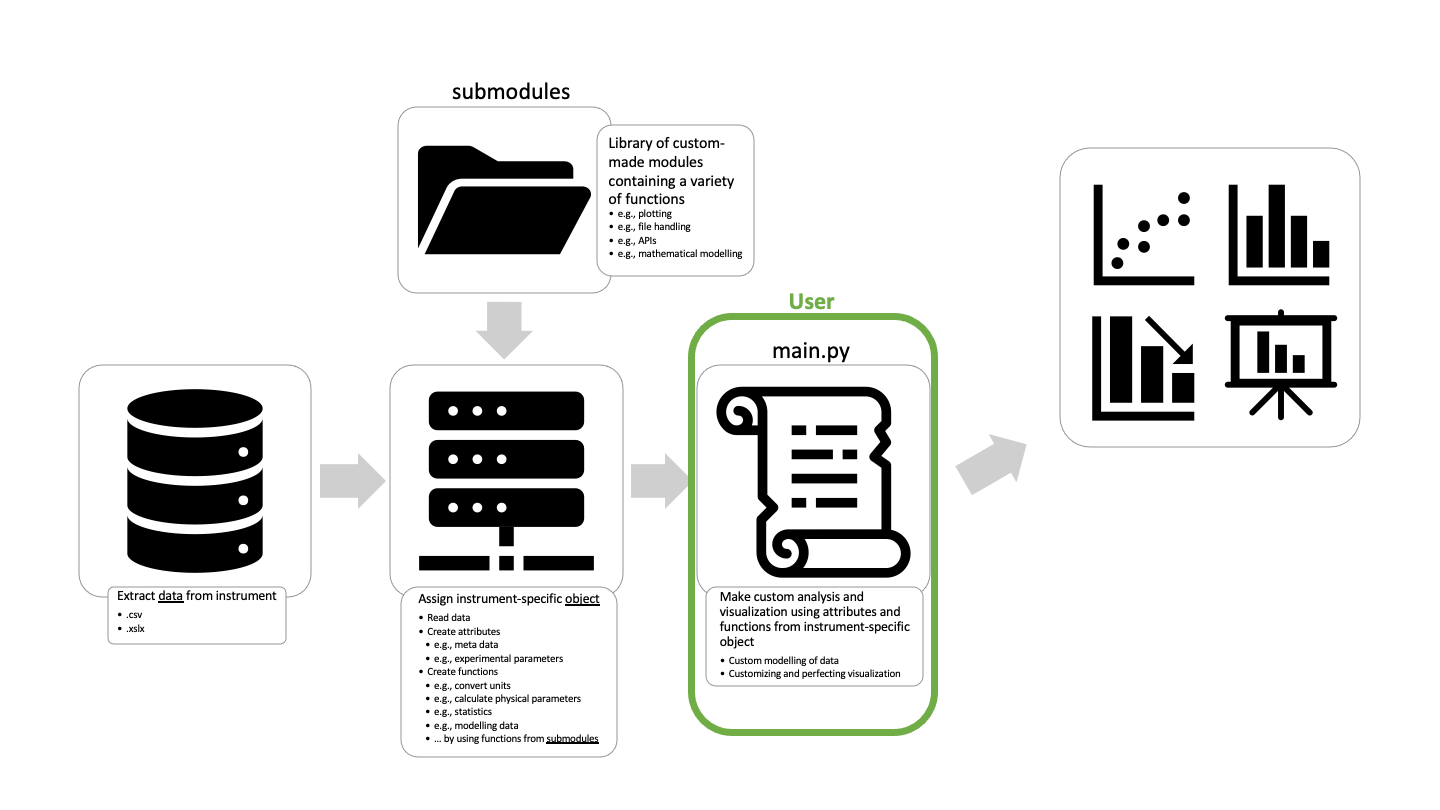 submodules
Library of custom-
made modules
containing a variety
of functions
• e.g., plotting
• e.g., file handling
• e.g., APIs
• e.g., mathematical modelling
User
main.py
Extract data from instrument
• .csv
• .xslx
Assign instrument-specific object
• Read data
• Create attributes
• e.g., meta data
• e.g., experimental parameters
• Create functions
• e.g., convert units
• e.g., calculate physical parameters
• e.g., statistics
• e.g., modelling data
• ... by using functions from submodules
Make custom analysis and
visualization using attributes and
functions from instrument-specific
object
• Custom modelling of data
• Customizing and perfecting visualization